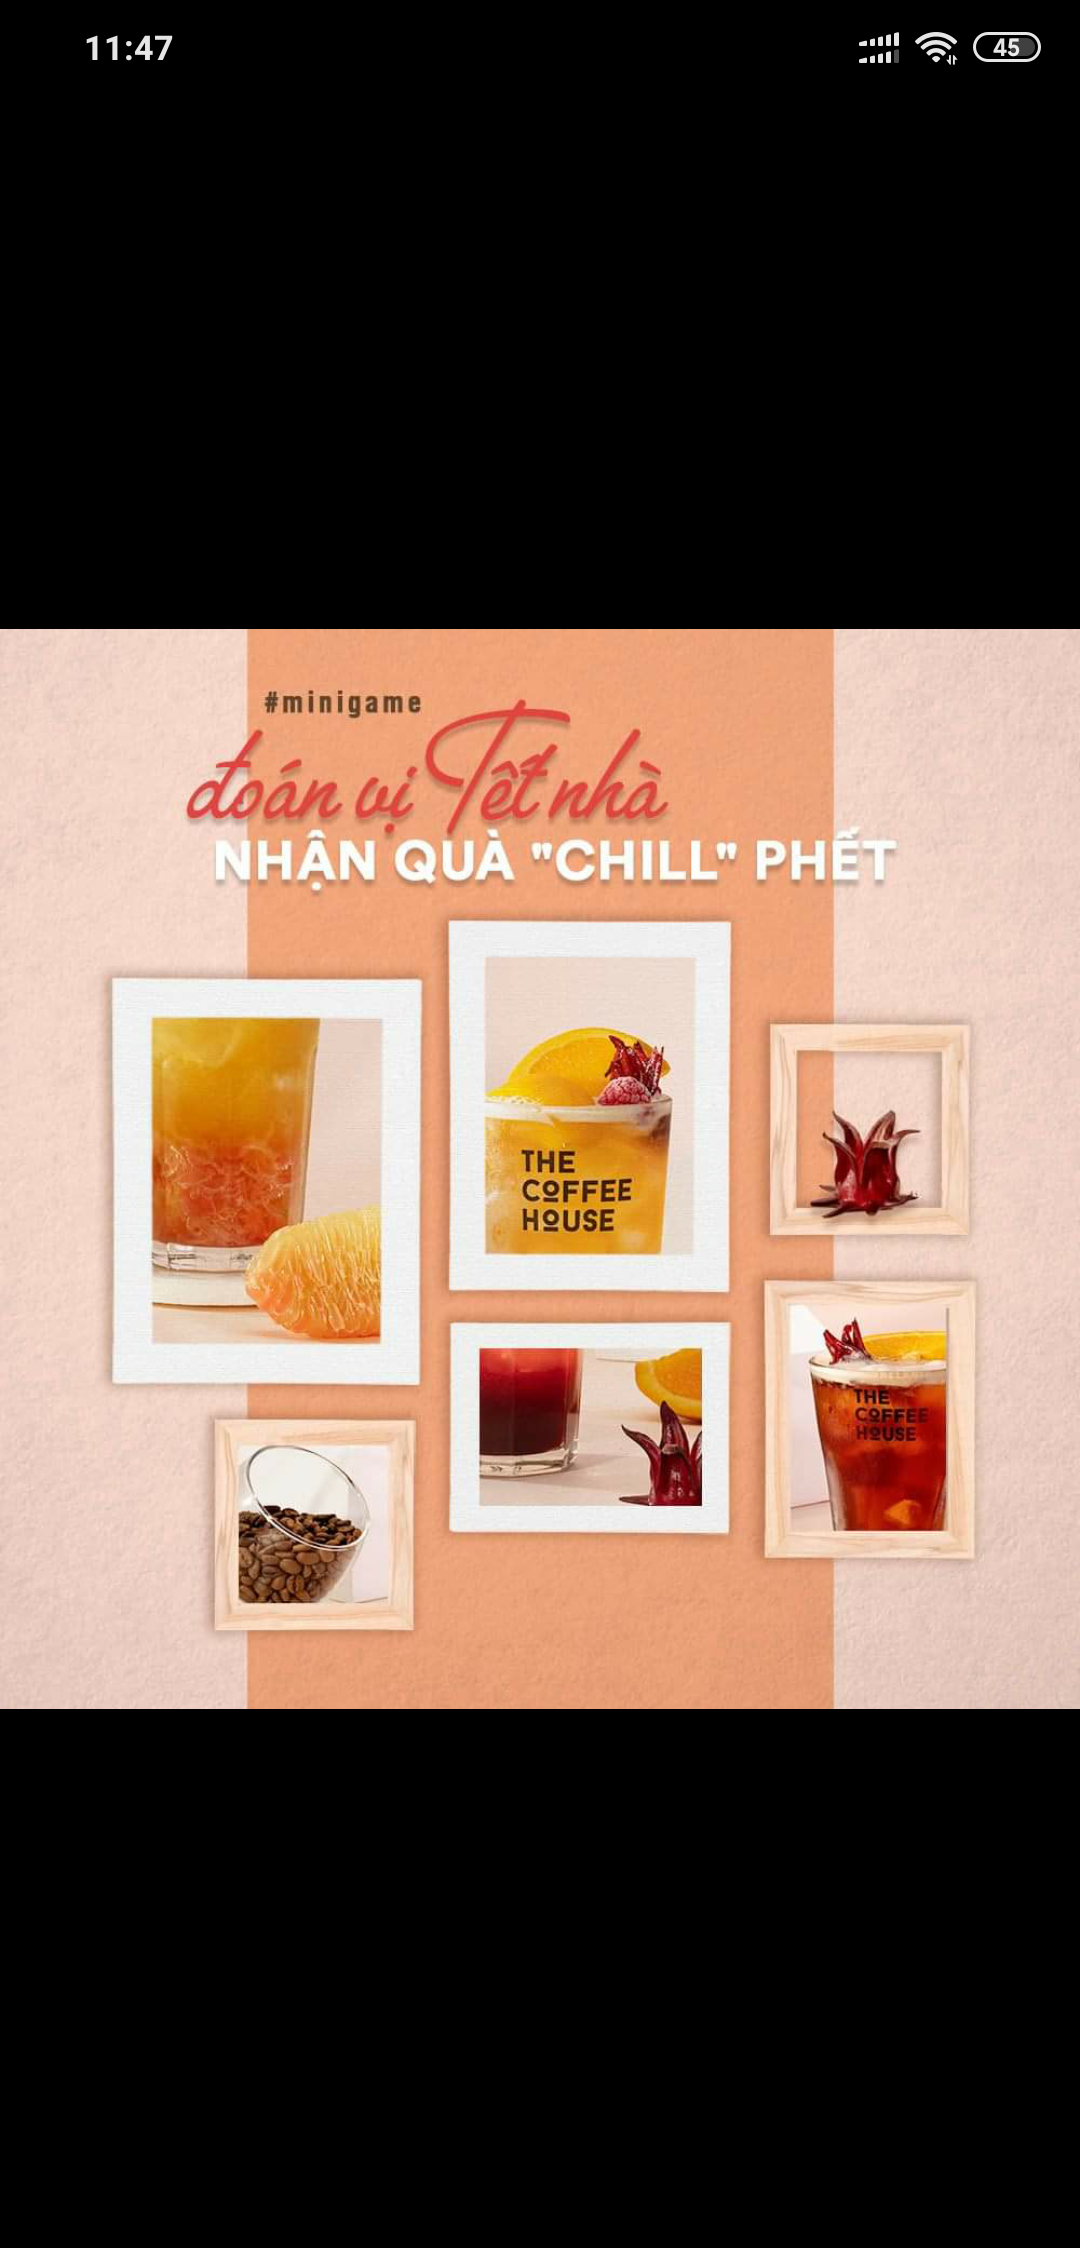 11:47
45
#minigame
đoán vị Tết nhà
NHẬN QUÀ "CHILL" PHẾT
THE
COFFEE
HOUSE
THE
COFFEE
HOUSE